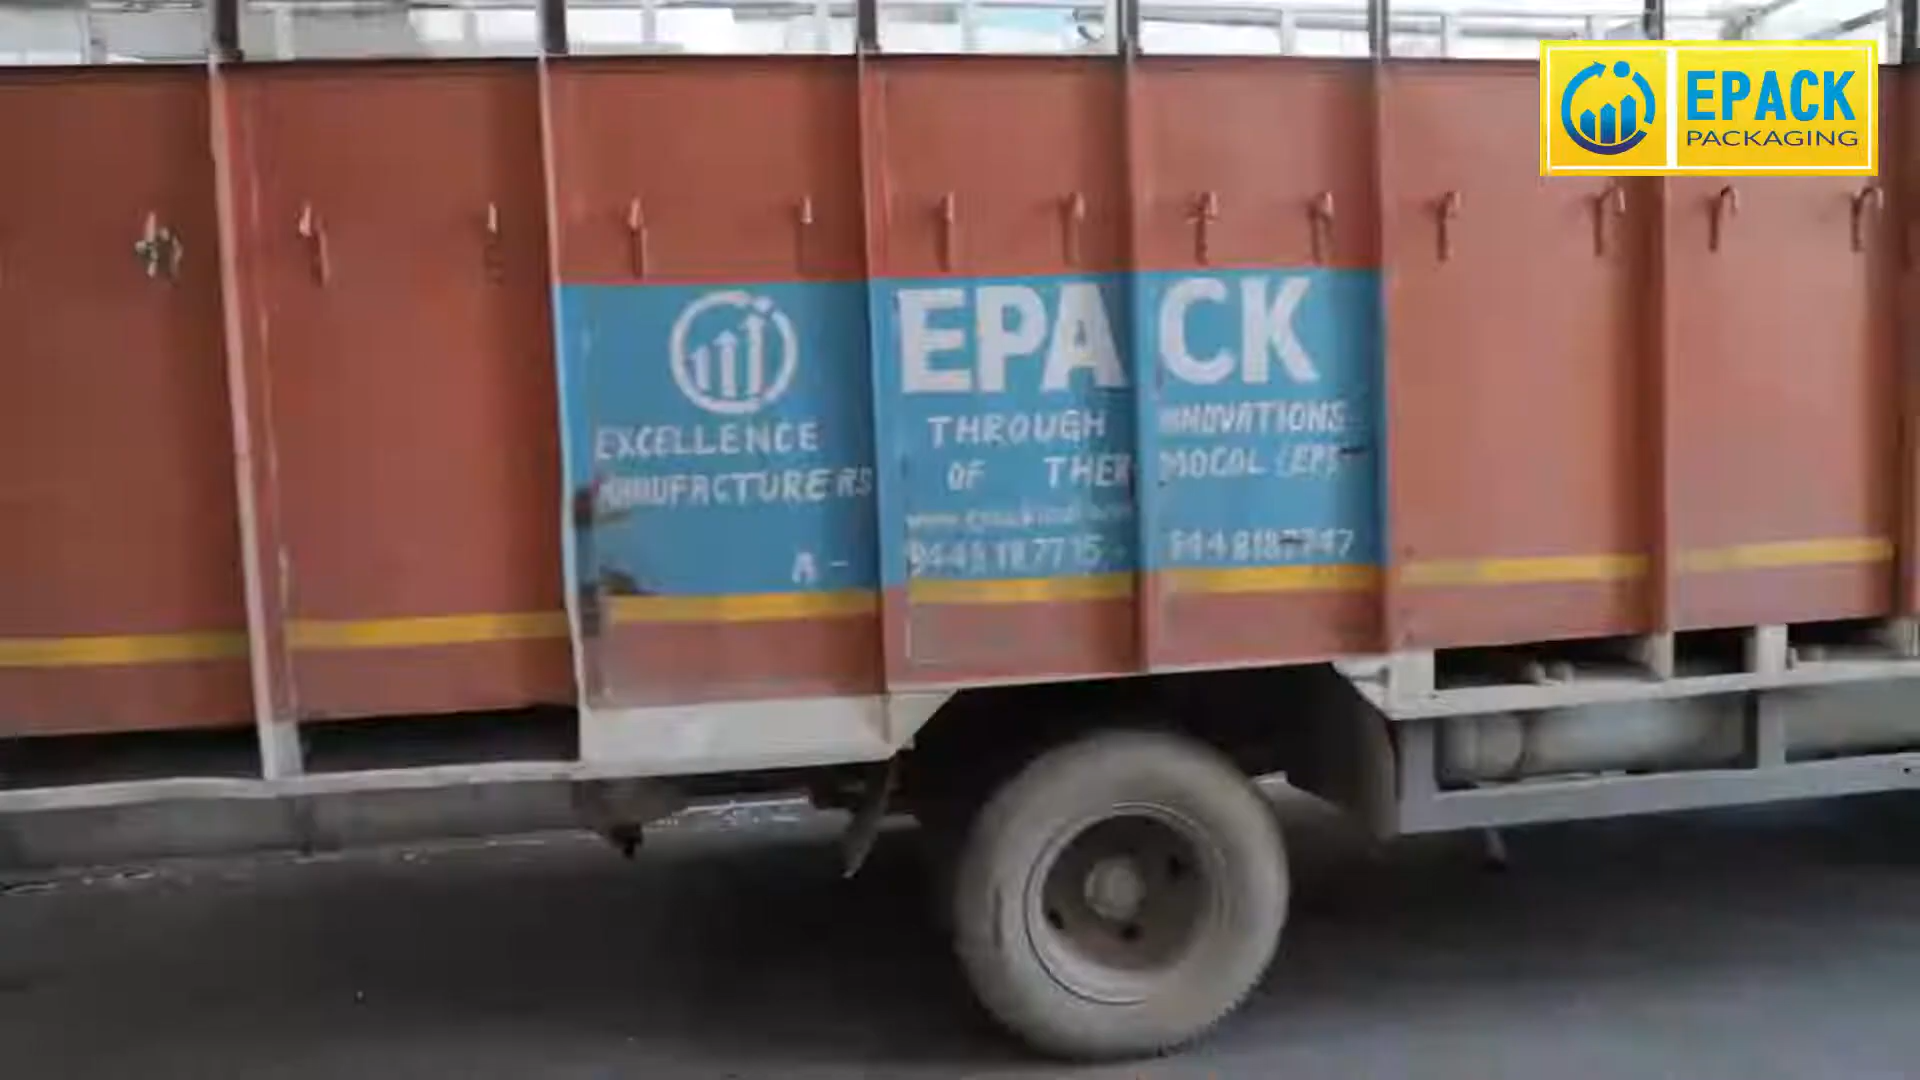 EPACK
PACKAGING
EPACK
EXCELLENCE THROUGH INNOVATIONS
MANUFACTURERS OF THERMOCOL (EPS
A -